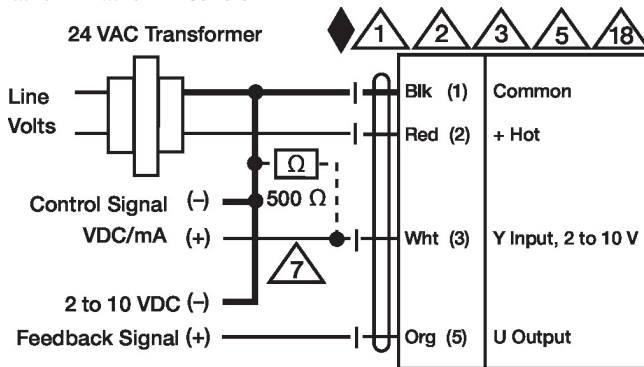 24 VAC Transformer
1 2 3 5 18
Line
Volts
Blk (1) Common
Red (2) + Hot
Ω
500 Ω
Control Signal (-)
VDC/mA (+)
Wht (3) Y Input, 2 to 10 V
7
2 to 10 VDC (-)
Feedback Signal (+)
Org (5) U Output